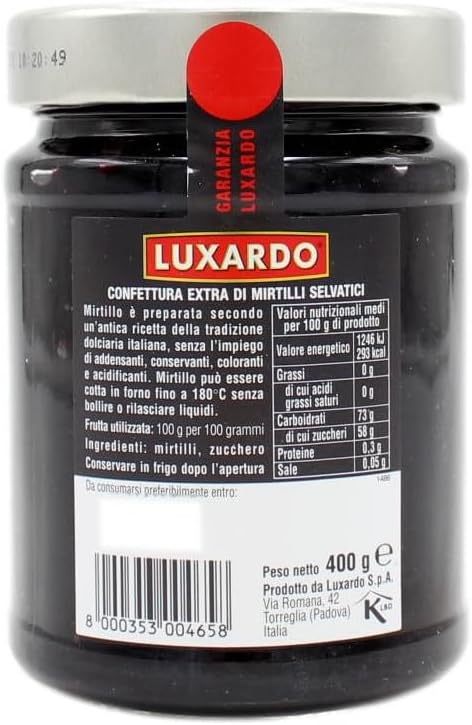 18:20:49
GARANZIA
LUXARDO
LUXARDO®
CONFETTURA EXTRA DI MIRTILLI SELVATICI
Mirtillo è preparata secondo
un'antica ricetta della tradizione
dolciaria italiana, senza l'impiego
di addensanti, conservanti, coloranti
e acidificanti. Mirtillo può essere
cotta in forno fino a 180°C senza
bollire o rilasciare liquidi.
Frutta utilizzata: 100 g per 100 grammi
Ingredienti: mirtilli, zucchero
Conservare in frigo dopo l'apertura
Valori nutrizionali medi
per 100 g di prodotto
Valore energetico 1246 kJ
293 kcal
Grassi 0 g
di cui acidi
grassi saturi 0 g
Carboidrati 73 g
di cui zuccheri 58 g
Proteine 0,3 g
Sale 0,05 g
Da consumarsi preferibilmente entro:
8 000353 004658
Peso netto 400 g e
Prodotto da Luxardo S.p.A.
Via Romana, 42
Torreglia (Padova)
Italia
K LBD